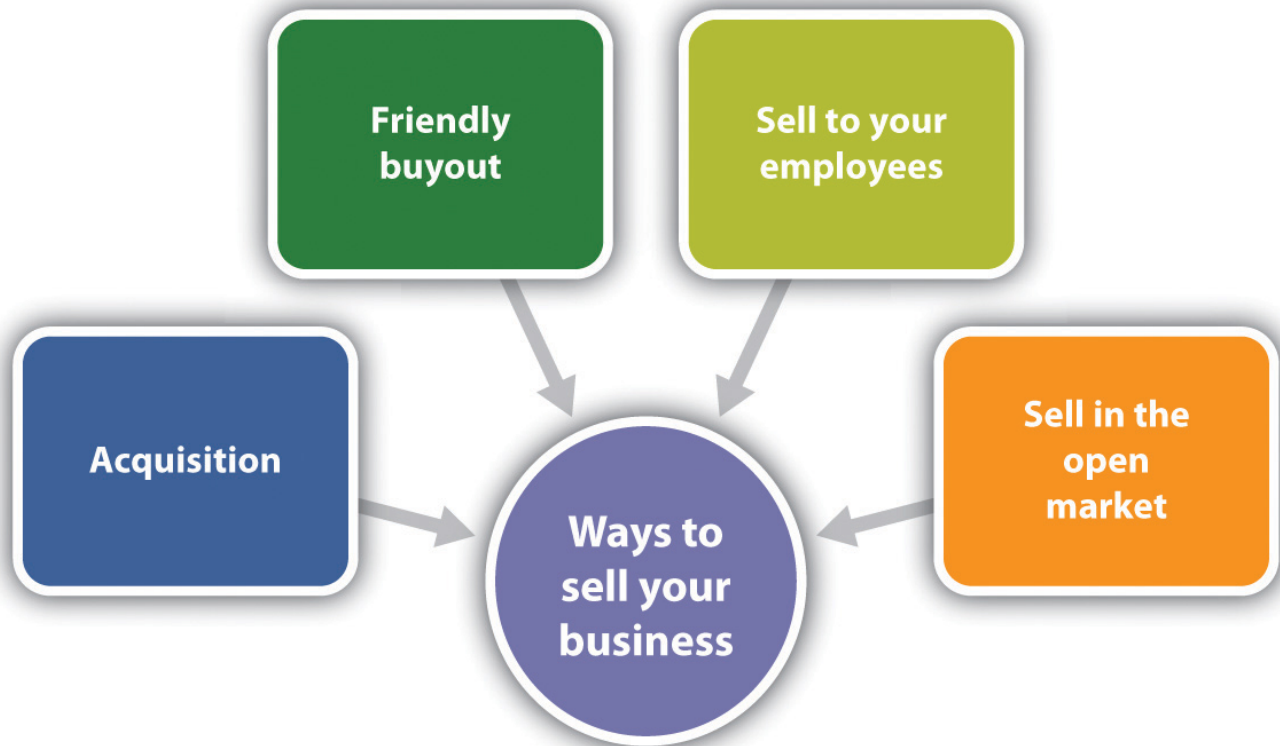 Friendly
buyout
Sell to your
employees
Acquisition
Sell in the
open
market
Ways to
sell your
business